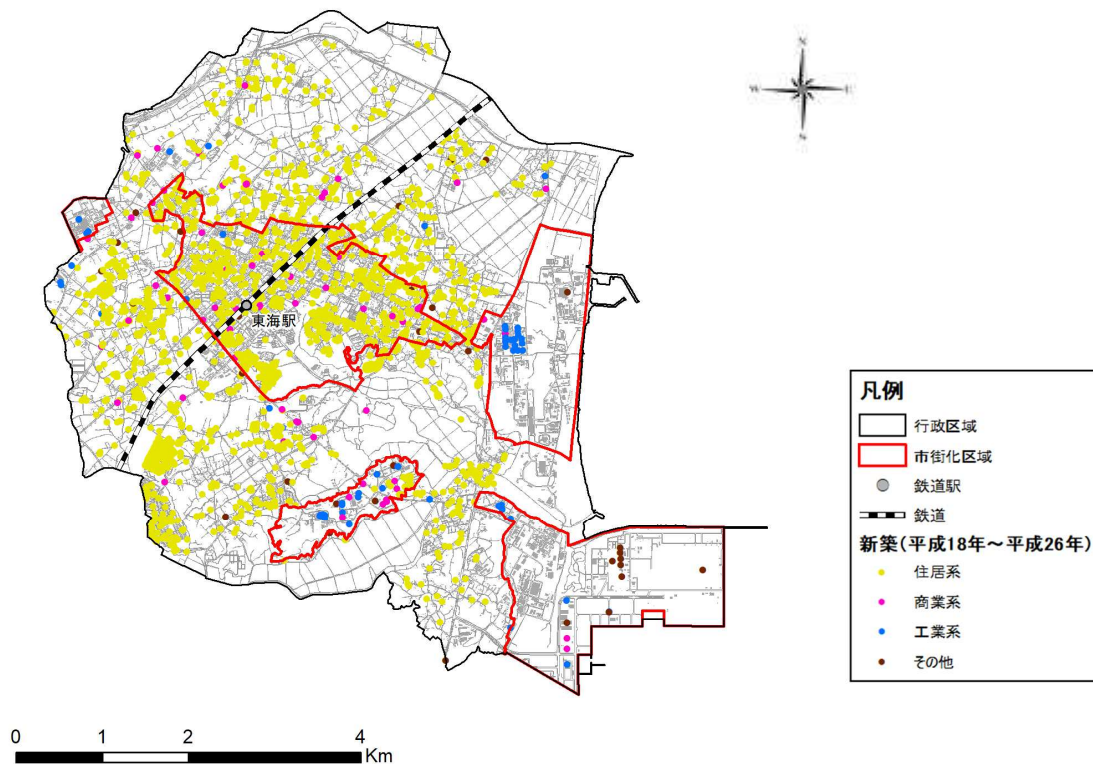 N
W
E
S
東海駅
凡例
行政区域
市街化区域
鉄道駅
鉄道
新築(平成18年～平成26年)
住居系
商業系
工業系
その他
0 1 2 4
Km